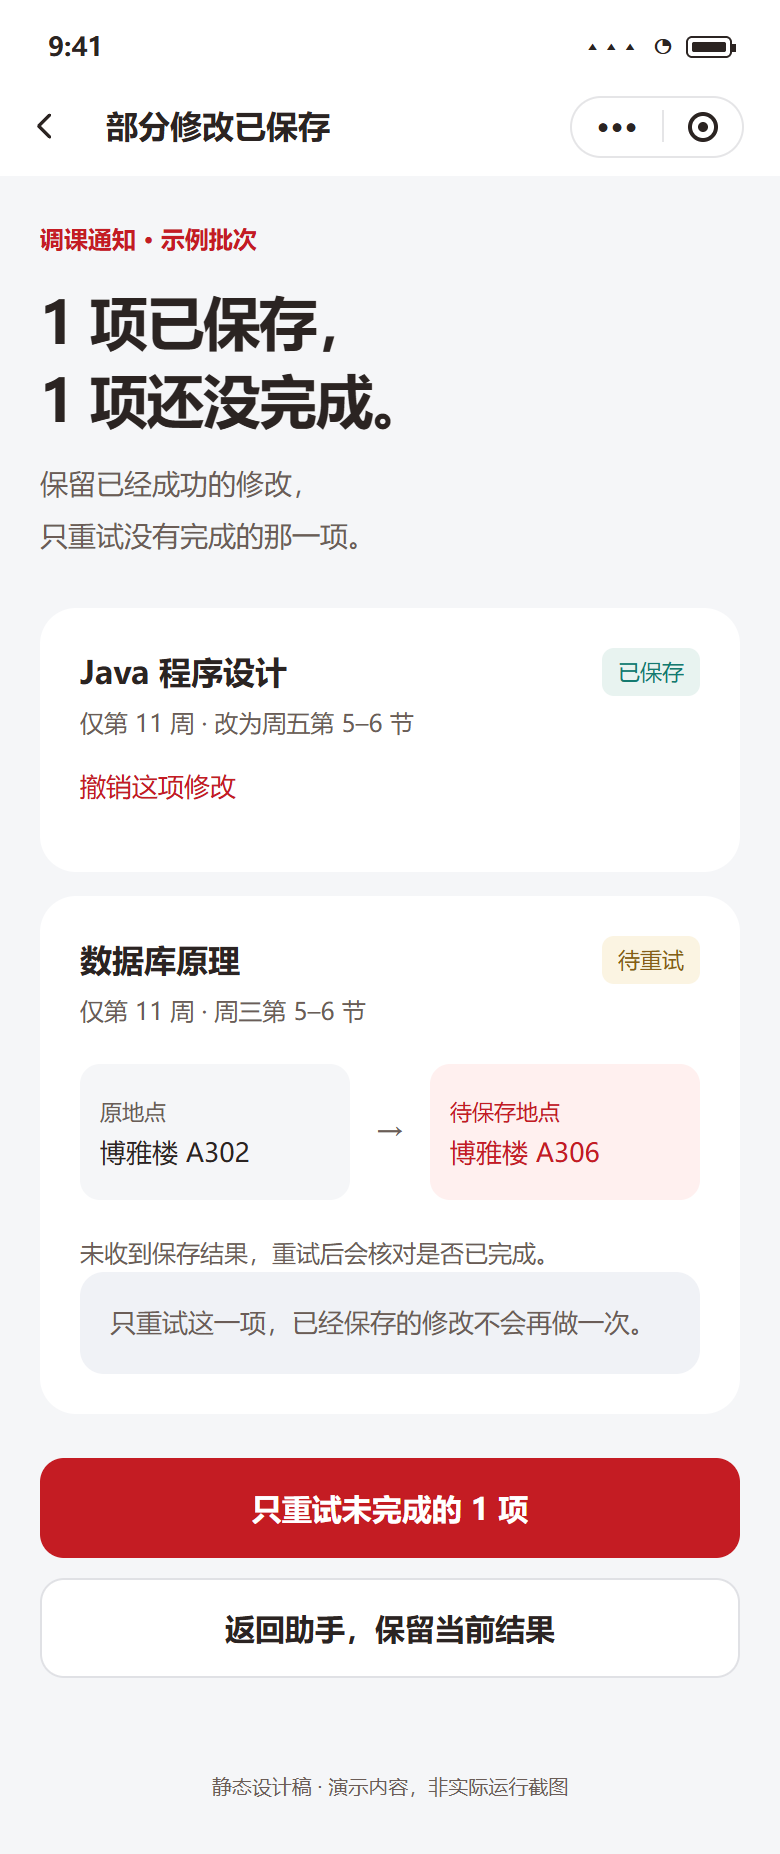 9:41
部分修改已保存
调课通知·示例批次
1 项已保存，
1 项还没完成。
保留已经成功的修改，
只重试没有完成的那一项。
Java 程序设计
已保存
仅第 11 周 · 改为周五第 5–6 节
撤销这项修改
数据库原理
待重试
仅第 11 周 · 周三第 5–6 节
原地点
博雅楼 A302
→
待保存地点
博雅楼 A306
未收到保存结果，重试后会核对是否已完成。
只重试这一项，已经保存的修改不会再做一次。
只重试未完成的 1 项
返回助手，保留当前结果
静态设计稿 · 演示内容，非实际运行截图